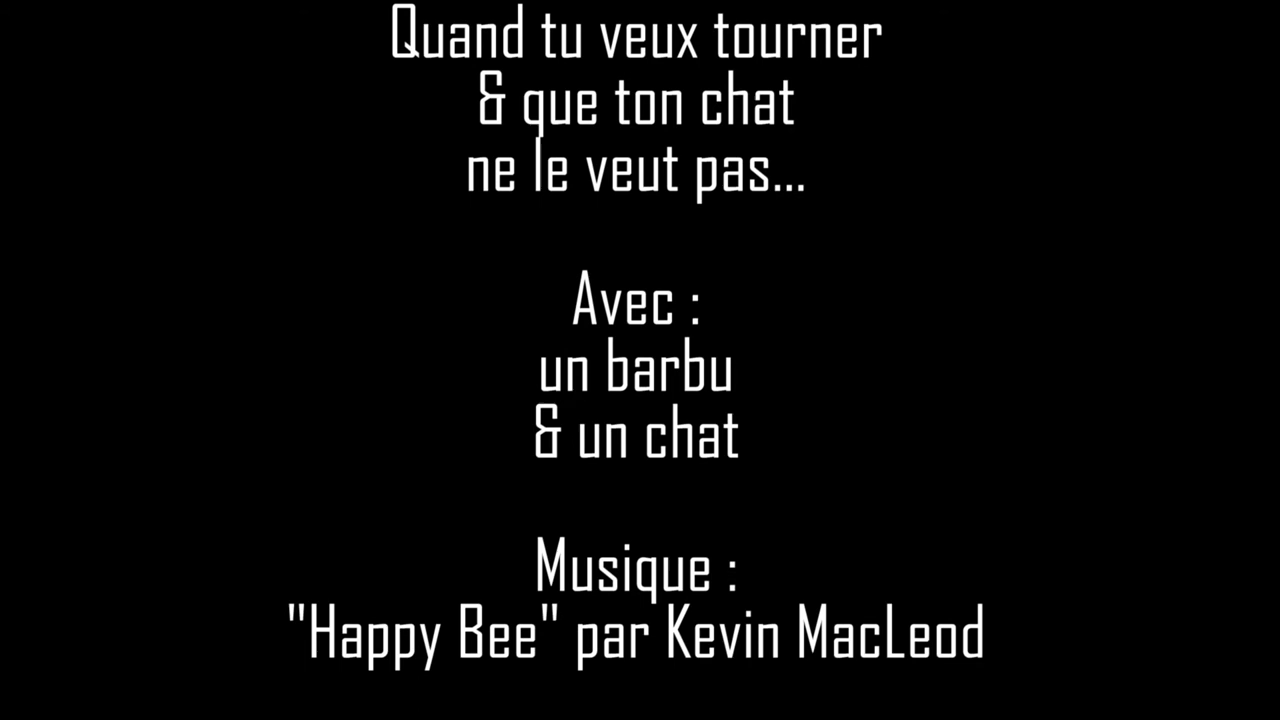 Quand tu veux tourner
& que ton chat
ne le veut pas...
Avec :
un barbu
& un chat
Musique :
"Happy Bee" par Kevin MacLeod